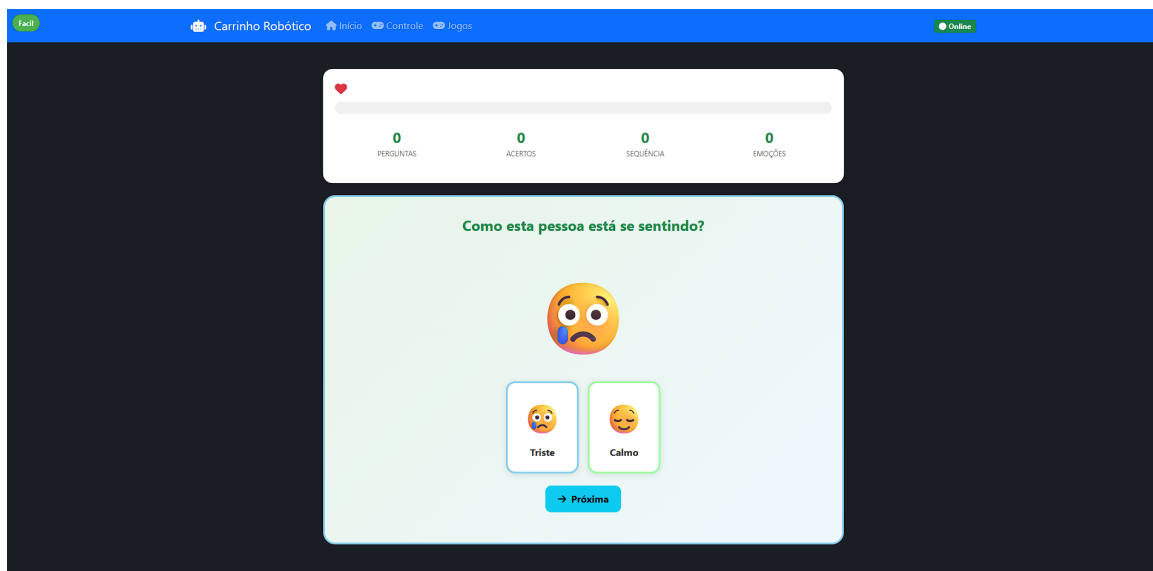 Facil
Carrinho Robótico Início Controle Jogos
Online
0 0 0 0
PERGUNTAS ACERTOS SEQUÊNCIA EMOÇÕES
Como esta pessoa está se sentindo?
Triste Calmo
→ Próxima